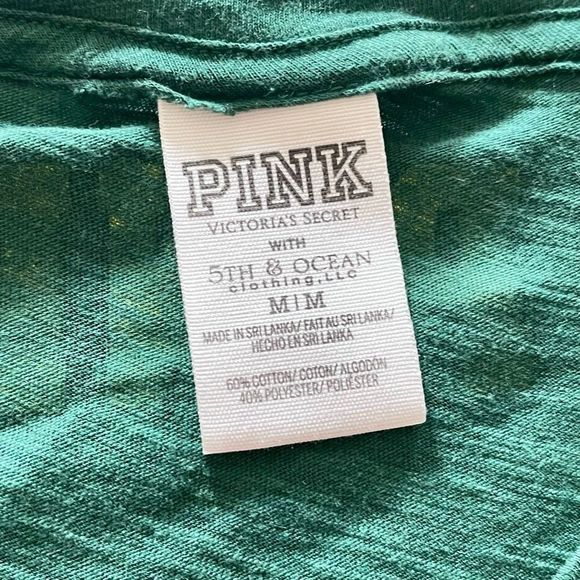 PINK
VICTORIA'S SECRET
WITH
5TH & OCEAN
clothing, LLC
M|M
MADE IN SRI LANKA/ FAIT AU SRI LANKA/
HECHO EN SRI LANKA
60% COTTON/ COTON/ ALGODÓN
40% POLYESTER/ POLIÉSTER